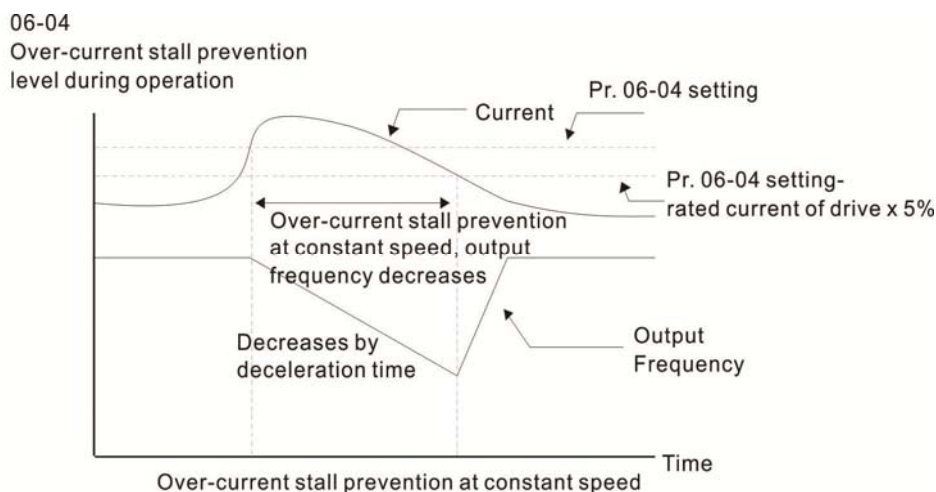 06-04
Over-current stall prevention
level during operation
Pr. 06-04 setting
Current
Pr. 06-04 setting-
rated current of drive x 5%
Over-current stall prevention
at constant speed, output
frequency decreases
Decreases by
deceleration time
Output
Frequency
Time
Over-current stall prevention at constant speed